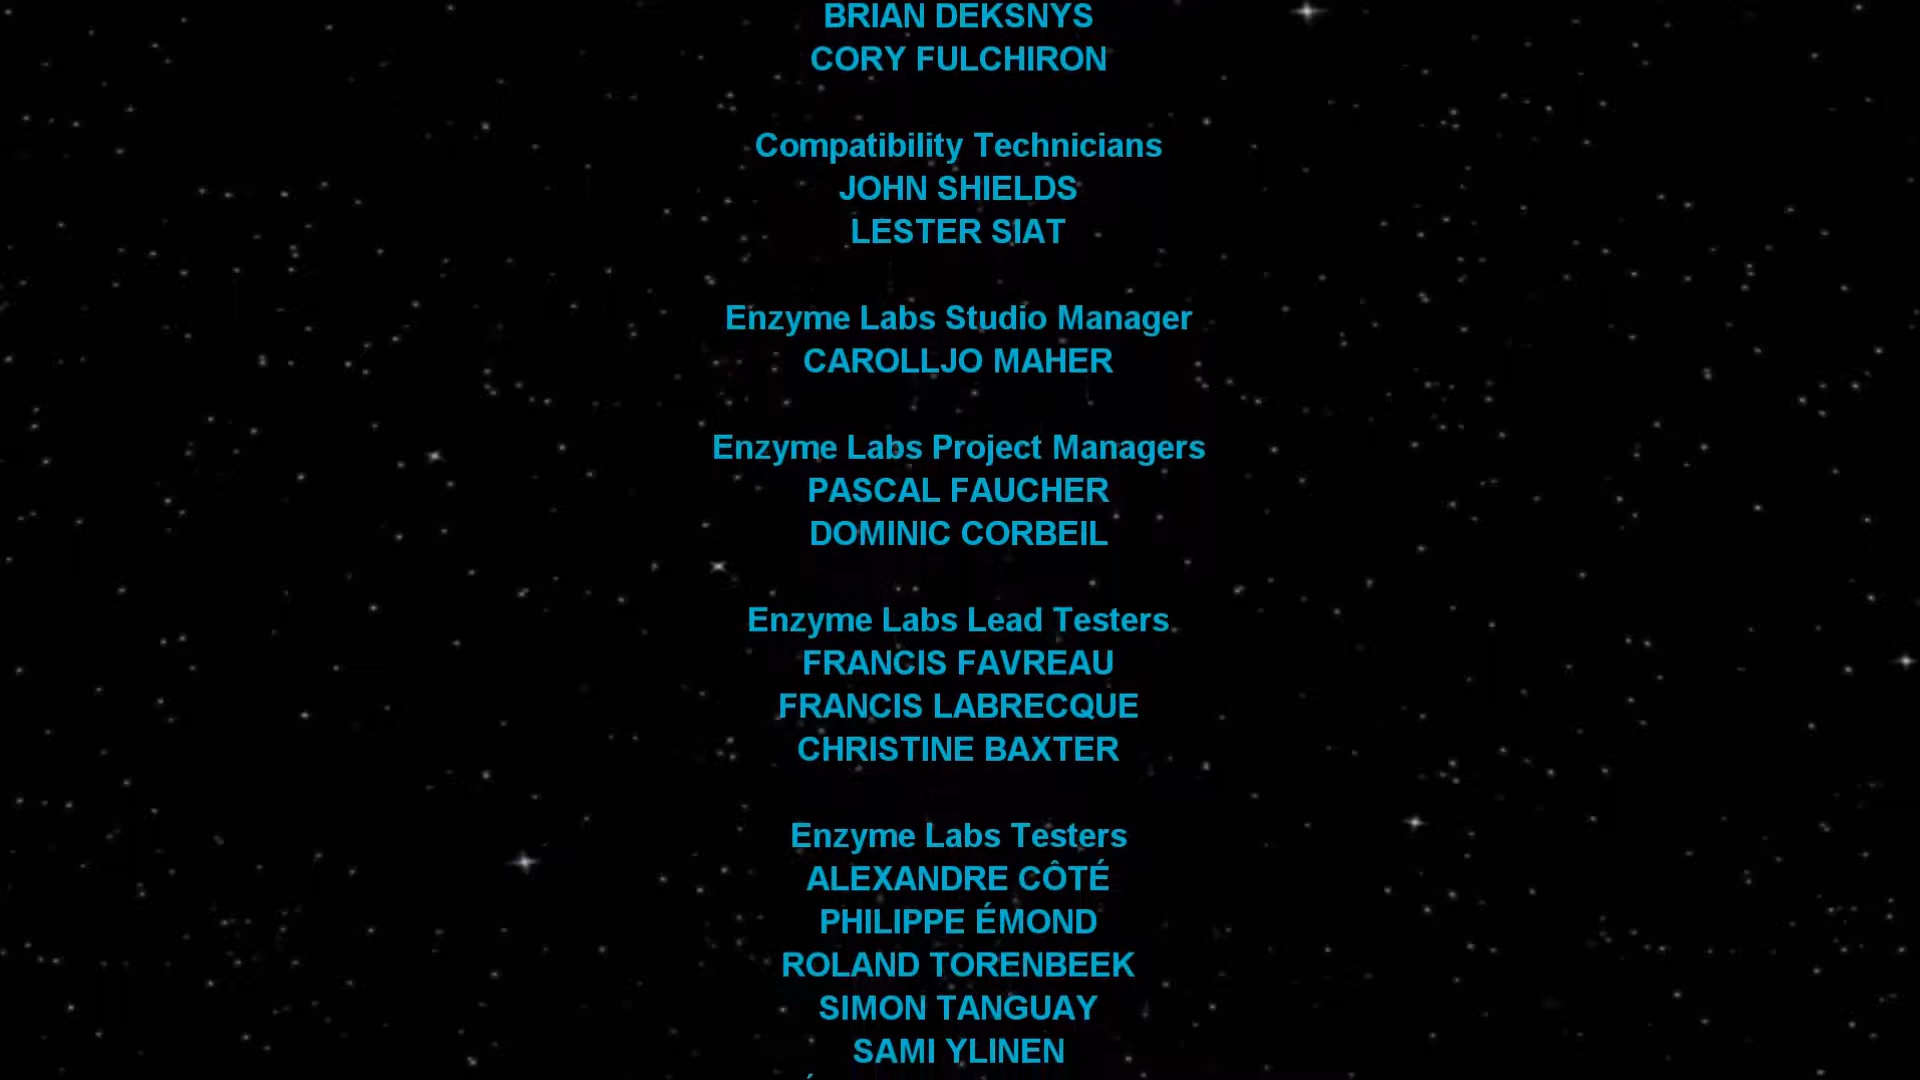 BRIAN DEKSNYS
CORY FULCHIRON
Compatibility Technicians
JOHN SHIELDS
LESTER SIAT
Enzyme Labs Studio Manager
CAROLLJO MAHER
Enzyme Labs Project Managers
PASCAL FAUCHER
DOMINIC CORBEIL
Enzyme Labs Lead Testers
FRANCIS FAVREAU
FRANCIS LABRECQUE
CHRISTINE BAXTER
Enzyme Labs Testers
ALEXANDRE CÔTÉ
PHILIPPE ÉMOND
ROLAND TORENBEEK
SIMON TANGUAY
SAMI YLINEN